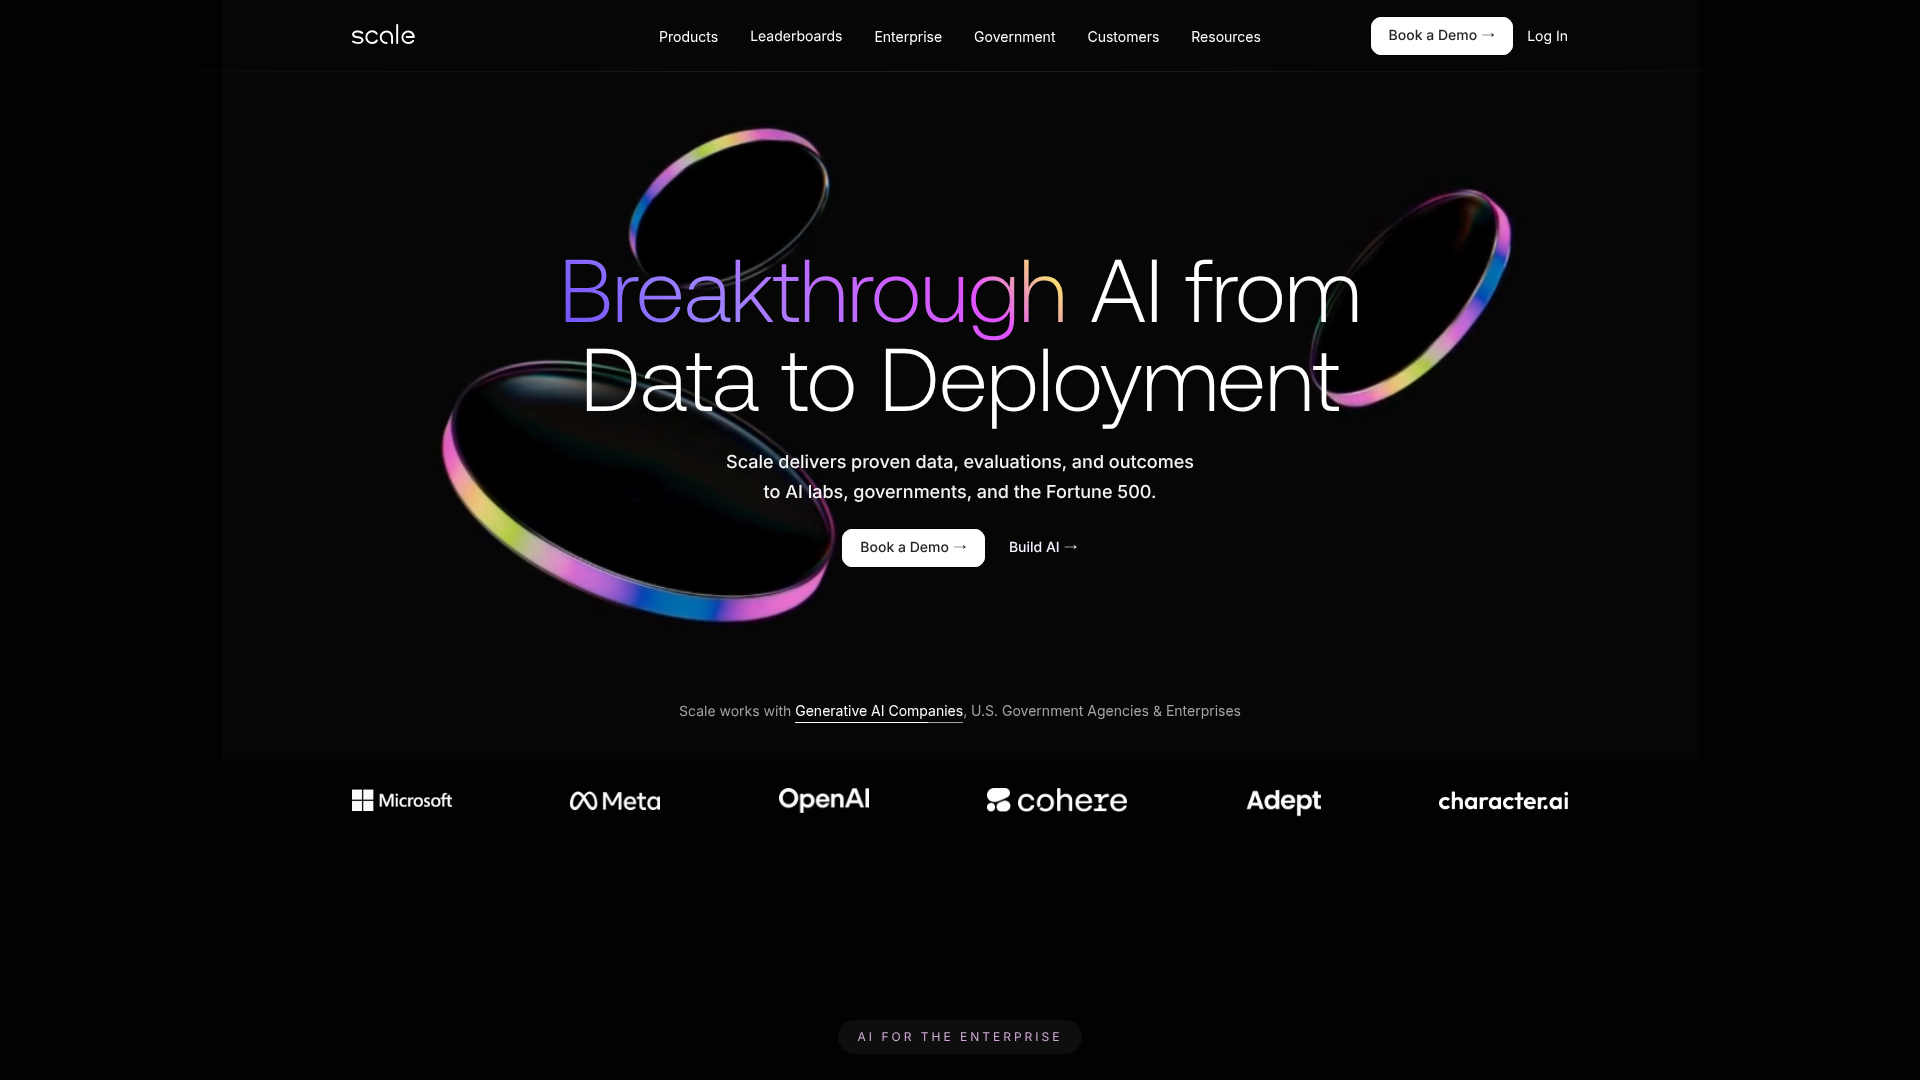 scale
Products Leaderboards Enterprise Government Customers Resources
Book a Demo → Log In
Breakthrough AI from
Data to Deployment
Scale delivers proven data, evaluations, and outcomes
to AI labs, governments, and the Fortune 500.
Book a Demo → Build AI →
Scale works with Generative AI Companies, U.S. Government Agencies & Enterprises
Microsoft Meta OpenAI cohere Adept character.ai
AI FOR THE ENTERPRISE